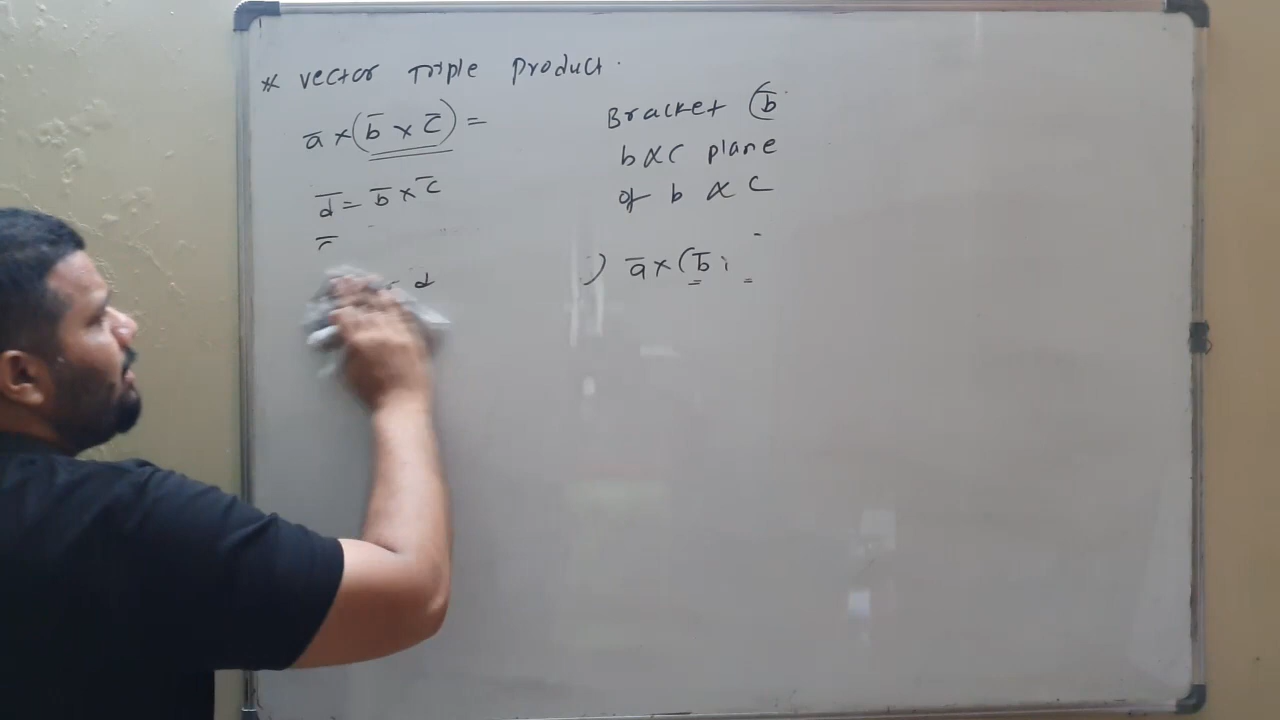 * Vector Triple Product.
a̅ × (b̅ × c̅) =
d̅ = b̅ × c̅
d
Bracket (b̅
b & c plane
of b & c
) a̅ × (b̅